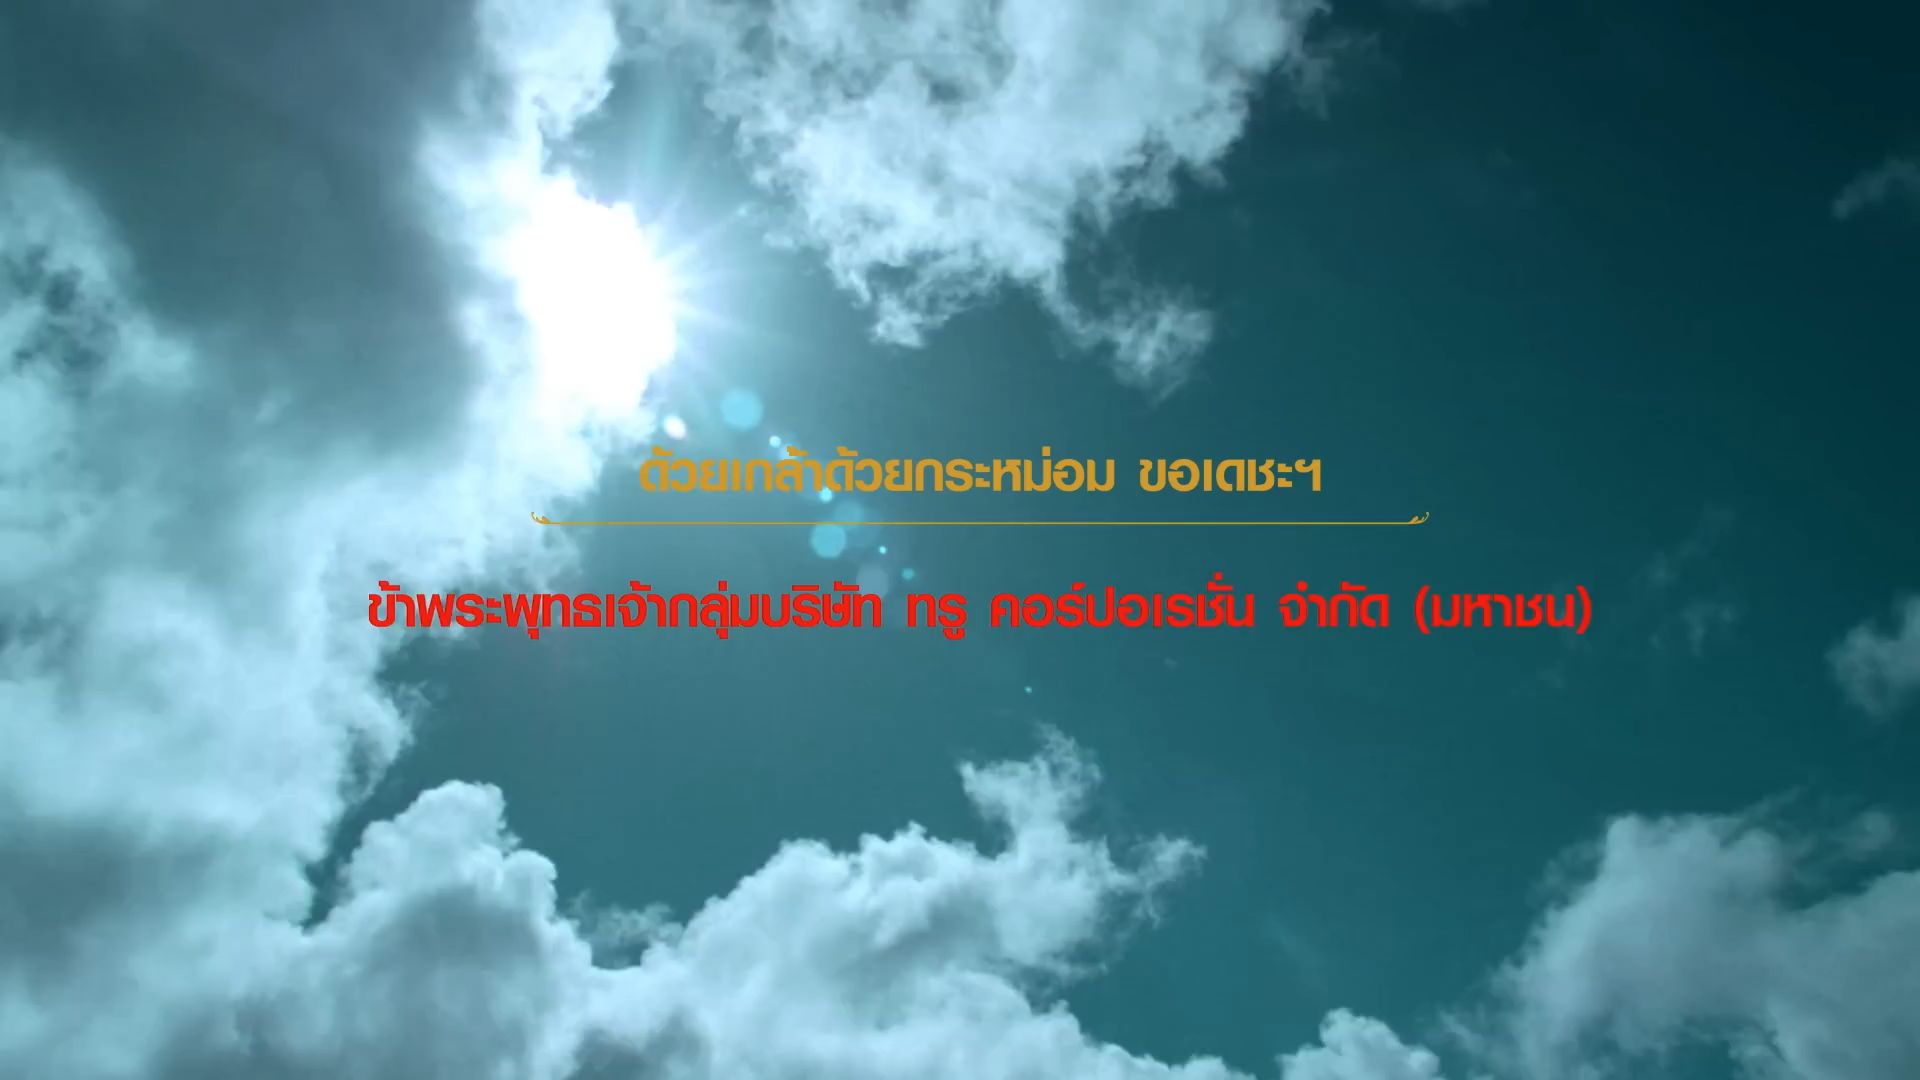 ด้วยเกล้าด้วยกระหม่อม ขอเดชะฯ
ข้าพระพุทธเจ้ากลุ่มบริษัท ทรู คอร์ปอเรชั่น จำกัด (มหาชน)